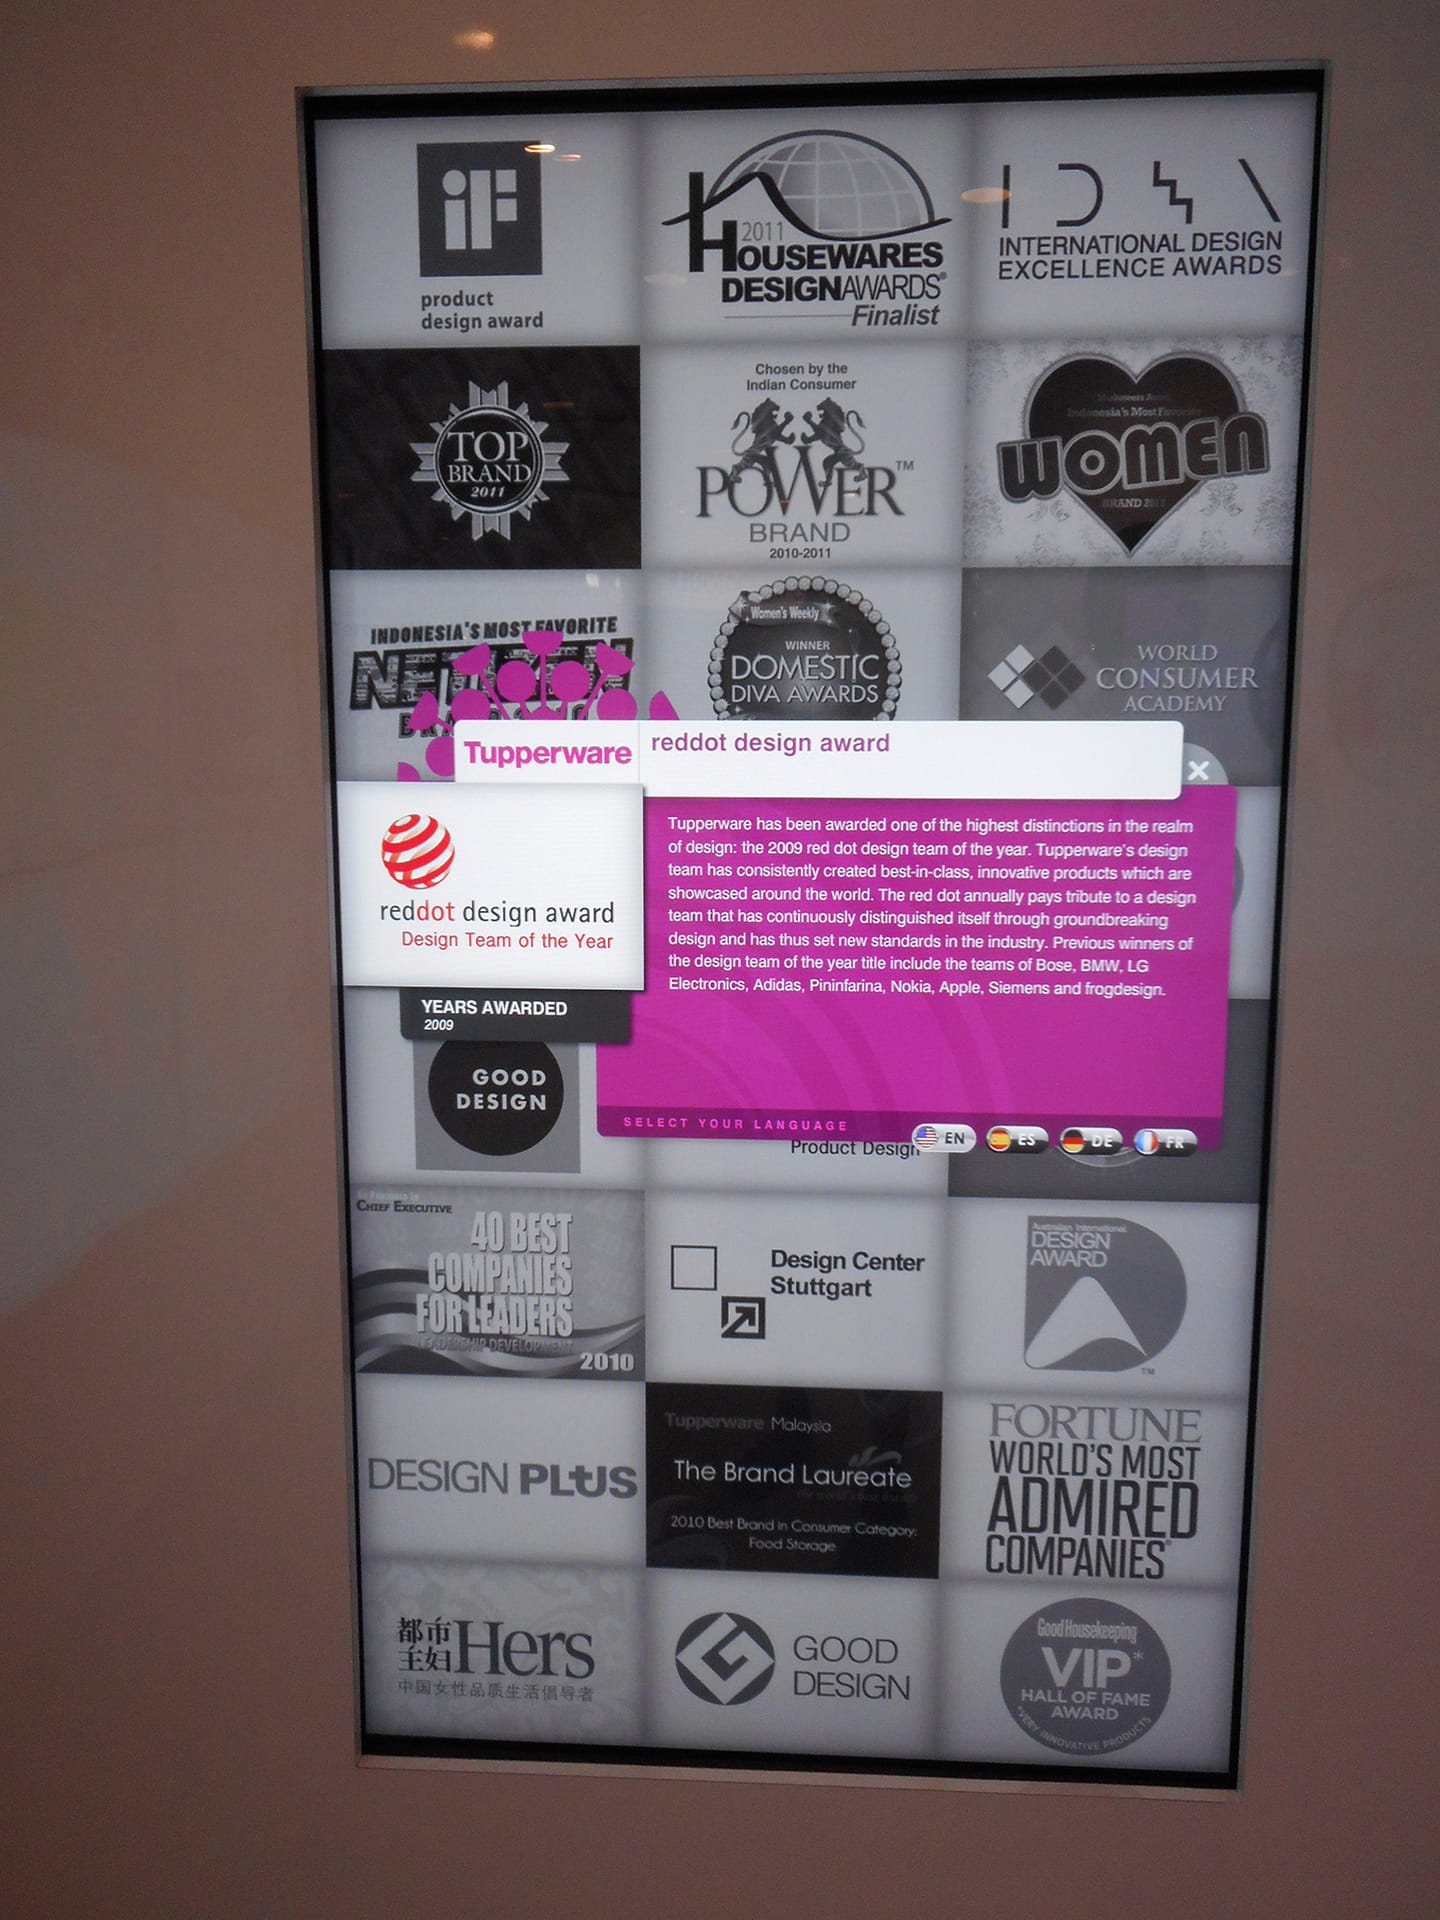 iF
product
design award
2011
HOUSEWARES
DESIGNAWARDS®
Finalist
IDEA
INTERNATIONAL DESIGN
EXCELLENCE AWARDS
TOP
BRAND
2011
Chosen by the
Indian Consumer
POWER™
BRAND
2010-2011
Indonesia's Most Favorite
WOMEN
BRAND
INDONESIA'S MOST FAVORITE
Women's Weekly
WINNER
DOMESTIC
DIVA AWARDS
WORLD
CONSUMER
ACADEMY
Tupperware
reddot design award
Tupperware has been awarded one of the highest distinctions in the realm
of design: the 2009 red dot design team of the year. Tupperware's design
team has consistently created best-in-class, innovative products which are
showcased around the world. The red dot annually pays tribute to a design
team that has continuously distinguished itself through groundbreaking
design and has thus set new standards in the industry. Previous winners of
the design team of the year title include the teams of Bose, BMW, LG
Electronics, Adidas, Pininfarina, Nokia, Apple, Siemens and frogdesign.
reddot design award
Design Team of the Year
YEARS AWARDED
2009
SELECT YOUR LANGUAGE
EN
ES
DE
FR
GOOD
DESIGN
Product Design
CHIEF EXECUTIVE
40 BEST
COMPANIES
FOR LEADERS
LEADERSHIP DEVELOPMENT
2010
Design Center
Stuttgart
Australian International
DESIGN
AWARD
™
DESIGN PLUS
Tupperware Malaysia
The Brand Laureate
2010 Best Brand in Consumer Category:
Food Storage
FORTUNE
WORLD'S MOST
ADMIRED
COMPANIES®
都市
主妇 Hers
中国女性品质生活倡导者
GOOD
DESIGN
Good Housekeeping
VIP*
HALL OF FAME
AWARD
*VERY INNOVATIVE PRODUCTS